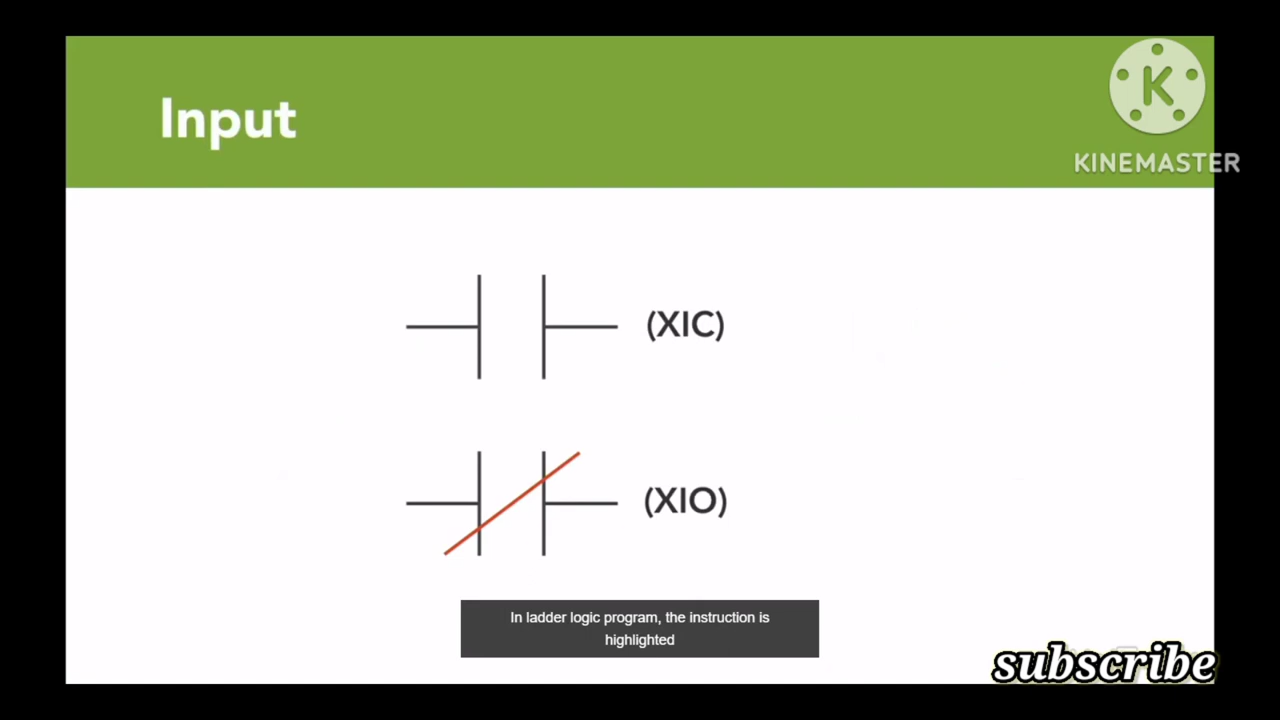 Input
K
KINEMASTER
(XIC)
(XIO)
In ladder logic program, the instruction is
highlighted
subscribe